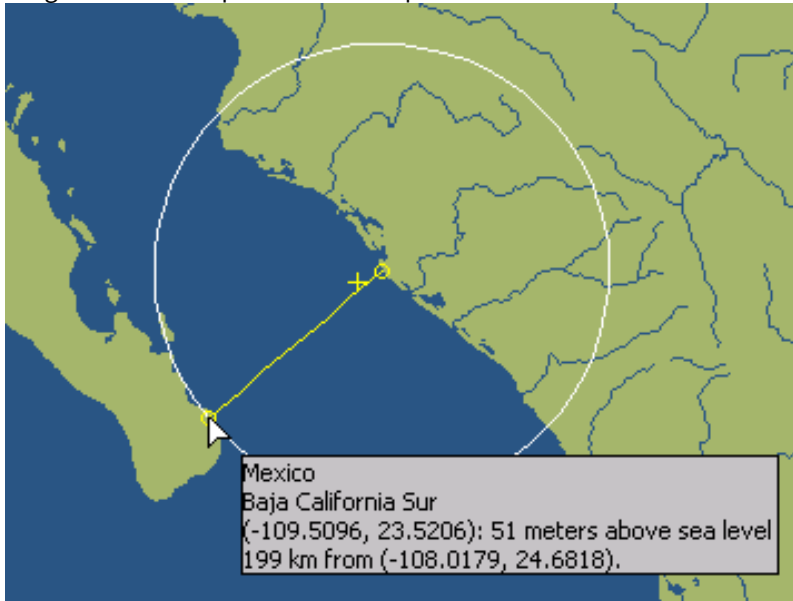 Mexico
Baja California Sur
(-109.5096, 23.5206): 51 meters above sea level
199 km from (-108.0179, 24.6818).